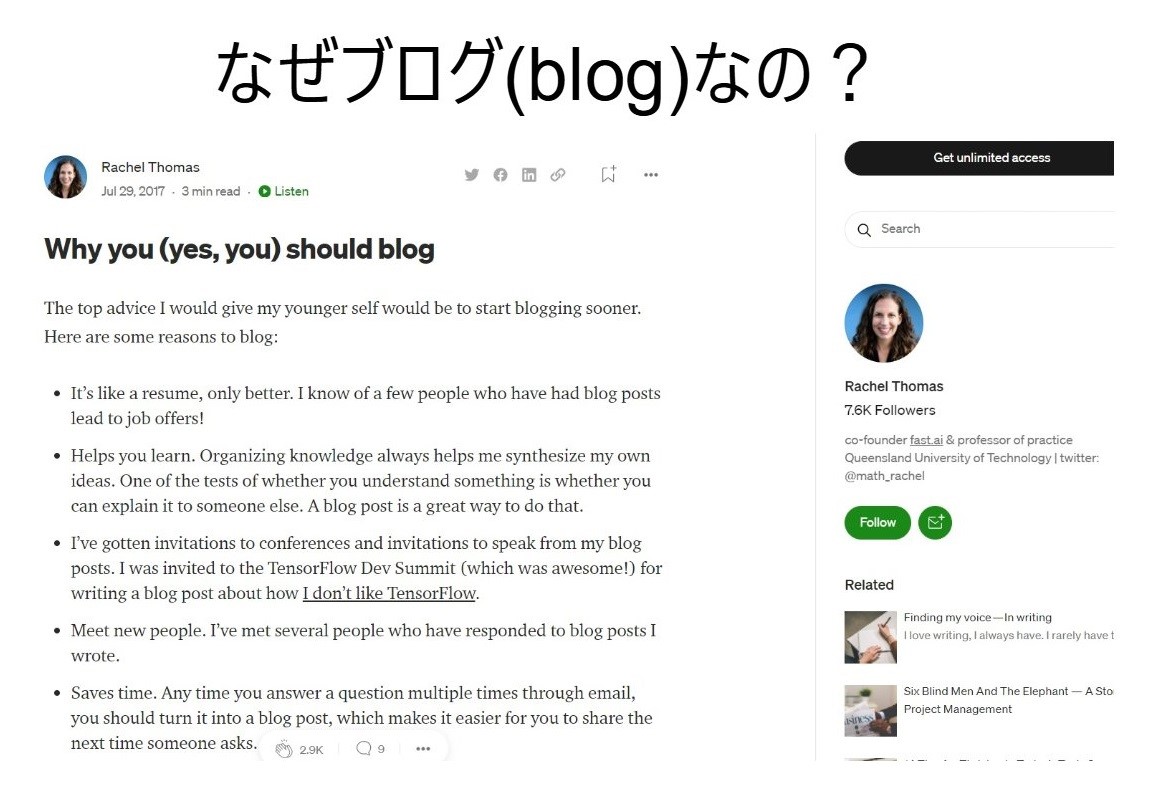 なぜブログ(blog)なの？
Rachel Thomas
Jul 29, 2017 · 3 min read · Listen
Why you (yes, you) should blog
The top advice I would give my younger self would be to start blogging sooner.
Here are some reasons to blog:
• It's like a resume, only better. I know of a few people who have had blog posts
lead to job offers!
• Helps you learn. Organizing knowledge always helps me synthesize my own
ideas. One of the tests of whether you understand something is whether you
can explain it to someone else. A blog post is a great way to do that.
• I've gotten invitations to conferences and invitations to speak from my blog
posts. I was invited to the TensorFlow Dev Summit (which was awesome!) for
writing a blog post about how I don't like TensorFlow.
• Meet new people. I've met several people who have responded to blog posts I
wrote.
• Saves time. Any time you answer a question multiple times through email,
you should turn it into a blog post, which makes it easier for you to share the
next time someone asks.
2.9K
9
Get unlimited access
Search
Rachel Thomas
7.6K Followers
co-founder fast.ai & professor of practice
Queensland University of Technology | twitter:
@math_rachel
Follow
Related
Finding my voice — In writing
I love writing, I always have. I rarely have t
Six Blind Men And The Elephant — A Sto
Project Management